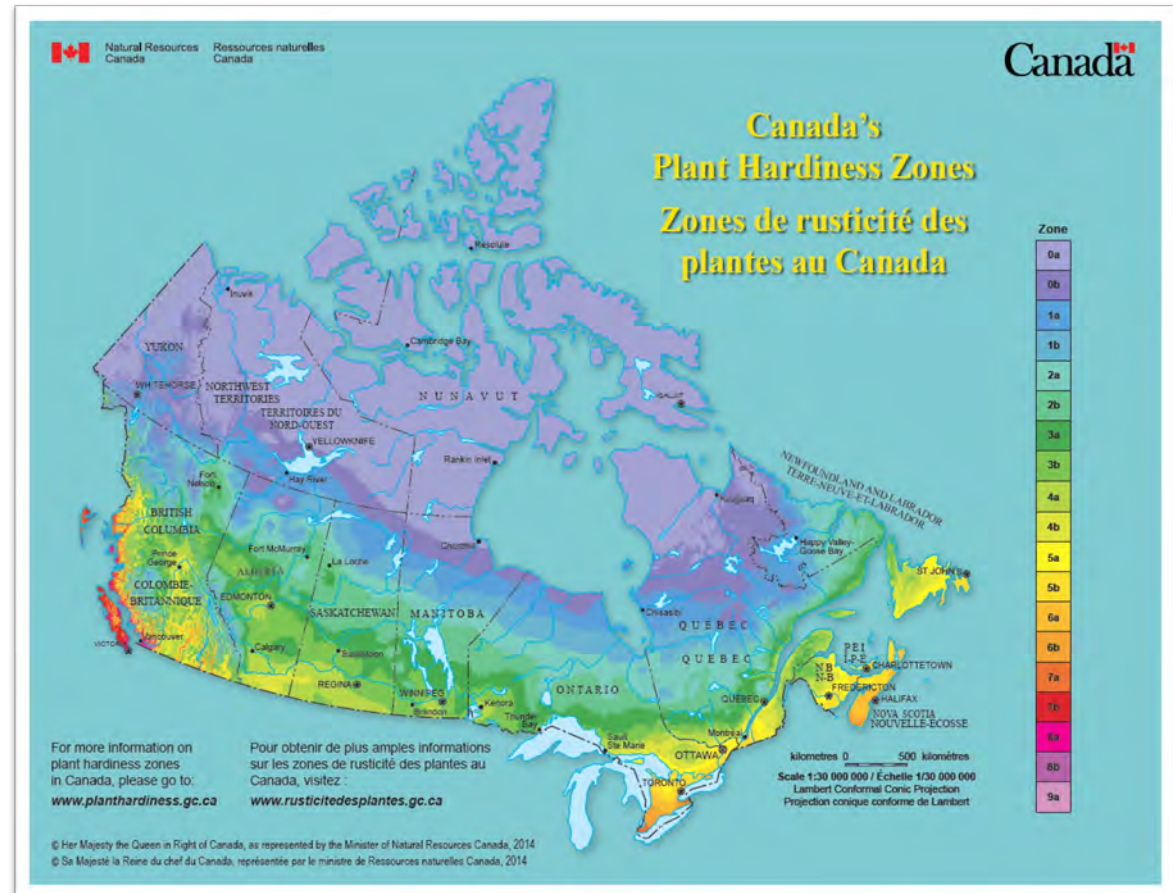 Natural Resources Canada
Ressources naturelles Canada
Canada
Canada's
Plant Hardiness Zones
Zones de rusticité des
plantes au Canada
Zone
0a
0b
1a
1b
2a
2b
3a
3b
4a
4b
5a
5b
6a
6b
7a
7b
8a
8b
9a
Resolute
Inuvik
Cambridge Bay
YUKON
WHITEHORSE
NORTHWEST
TERRITORIES
TERRITOIRES DU
NORD-OUEST
NUNAVUT
YELLOWKNIFE
Rankin Inlet
Hay River
Fort
Nelson
NEWFOUNDLAND AND LABRADOR
TERRE-NEUVE-ET-LABRADOR
Kuujjuaq
BRITISH
COLUMBIA
Churchill
Happy Valley-
Goose Bay
Fort McMurray
La Loche
Prince
George
ALBERTA
ST JOHN'S
COLOMBIE-
BRITANNIQUE
EDMONTON
SASKATCHEWAN
MANITOBA
Chisasibi
QUEBEC
QUÉBEC
Vancouver
Calgary
Saskatoon
P E I
I-P-E
CHARLOTTETOWN
N B
N-B
REGINA
WINNIPEG
Brandon
Kenora
ONTARIO
QUÉBEC
FREDERICTON
HALIFAX
NOVA SCOTIA
NOUVELLE-ÉCOSSE
Thunder
Bay
Sault
Ste Marie
Montréal
OTTAWA
TORONTO
For more information on
plant hardiness zones
in Canada, please go to:
www.planthardiness.gc.ca
Pour obtenir de plus amples informations
sur les zones de rusticité des plantes au
Canada, visitez :
www.rusticitedesplantes.gc.ca
kilometres 0 500 kilomètres
Scale 1:30 000 000 / Échelle 1/30 000 000
Lambert Conformal Conic Projection
Projection conique conforme de Lambert
© Her Majesty the Queen in Right of Canada, as represented by the Minister of Natural Resources Canada, 2014
© Sa Majesté la Reine du chef du Canada, représentée par le ministre de Ressources naturelles Canada, 2014